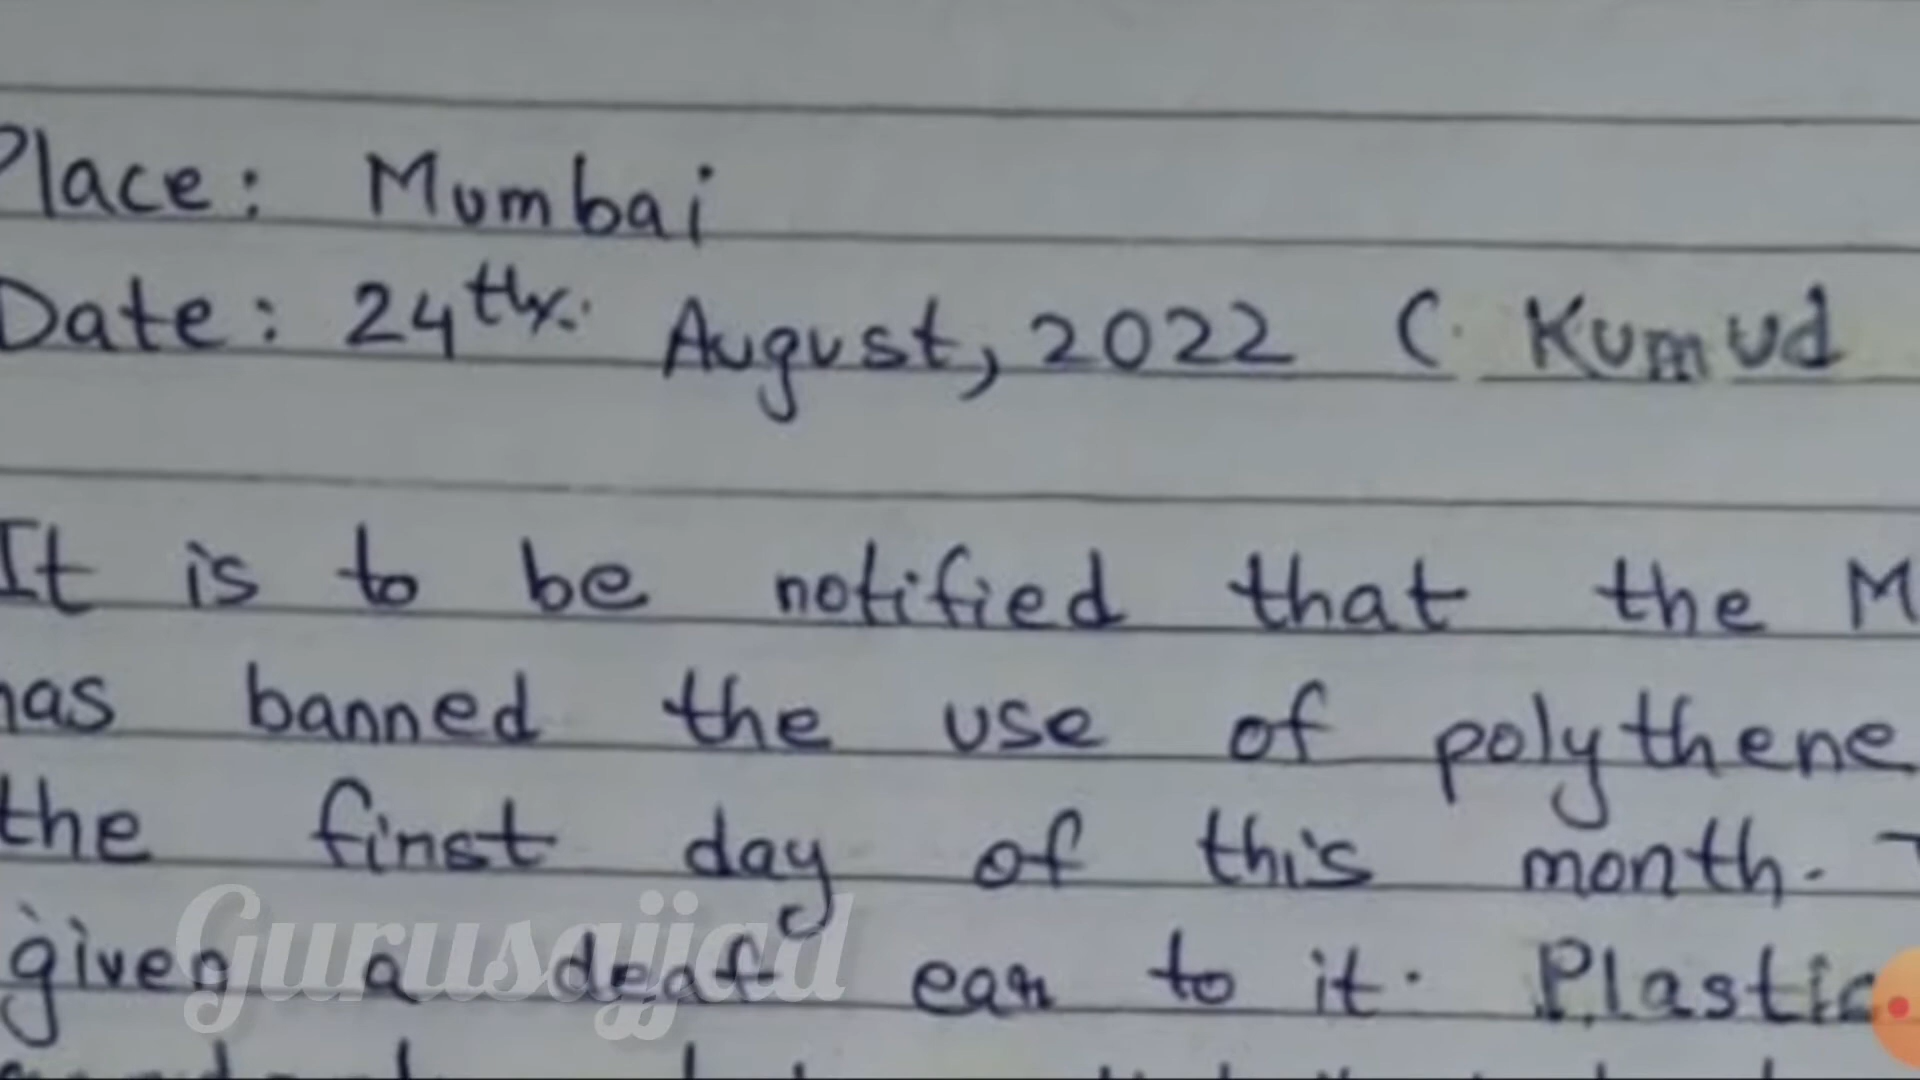 Place: Mumbai
Date: 24th. August, 2022 ( Kumud
It is to be notified that the M
has banned the use of polythene
the first day of this month.
given a deaf ear to it. Plastic
Gurusajjad